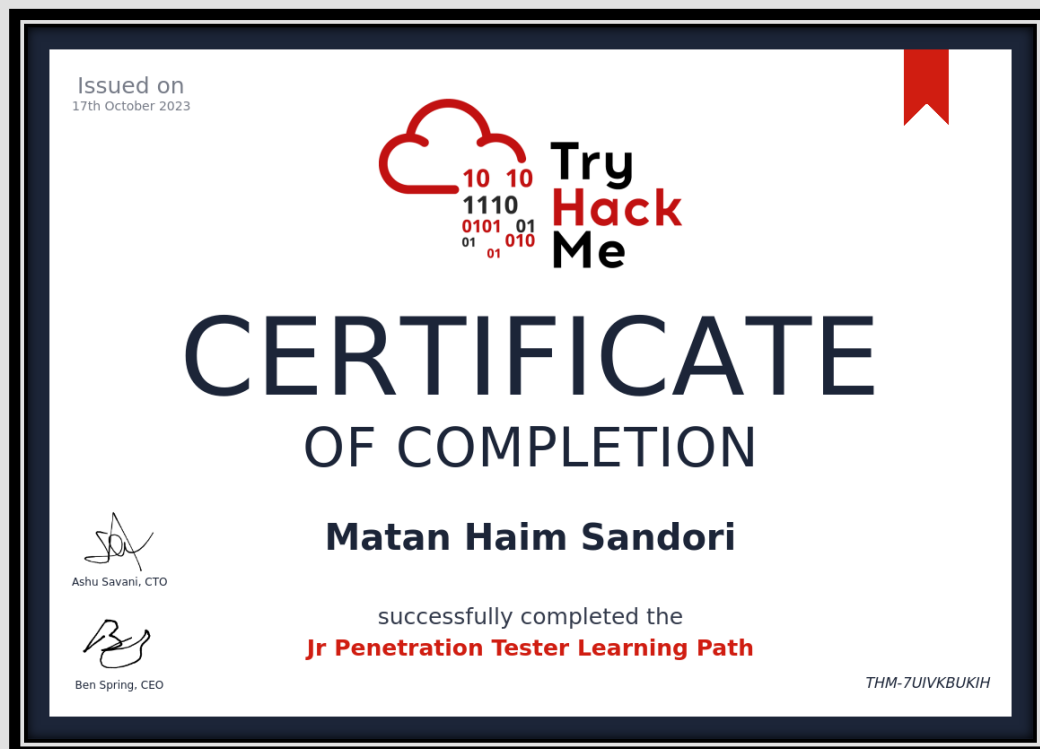 Issued on
17th October 2023
10 10
1110
0101 01
01 010
01
Try
Hack
Me
CERTIFICATE
OF COMPLETION
Matan Haim Sandori
successfully completed the
Jr Penetration Tester Learning Path
Ashu Savani, CTO
Ben Spring, CEO
THM-7UIVKBUKIH